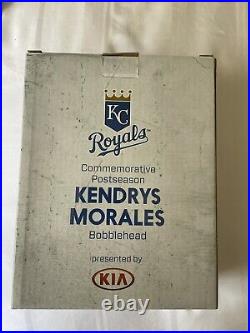 KC
Royals
Commemorative
Postseason
KENDRYS
MORALES
Bobblehead
presented by
KIA